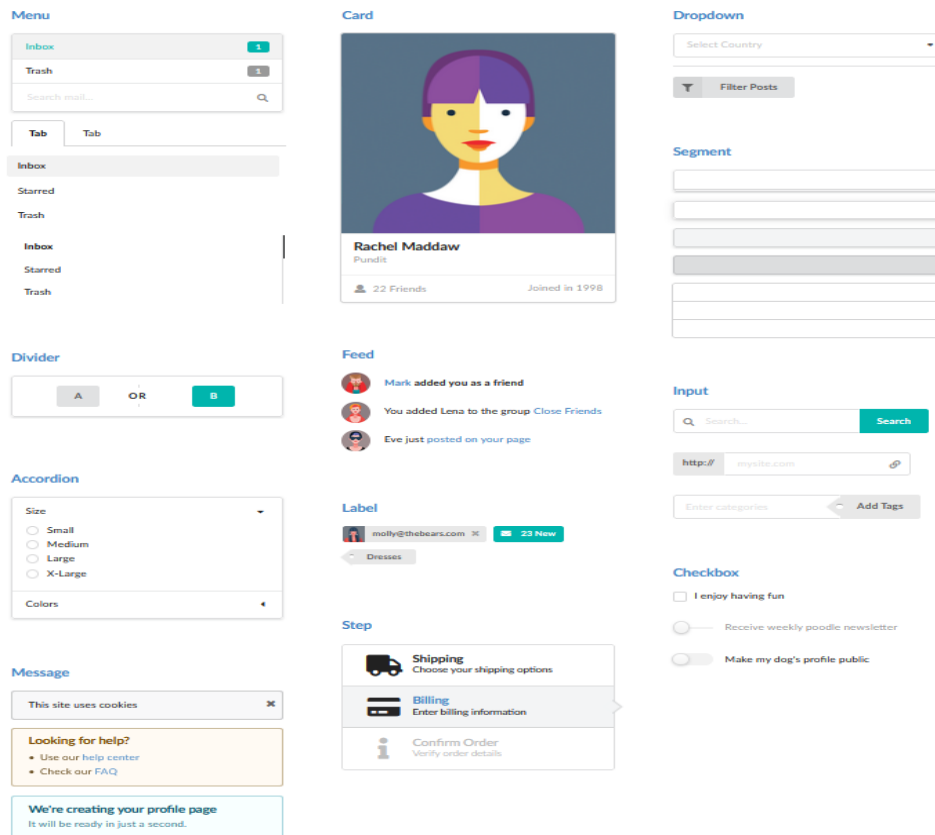 Menu
Inbox 1
Trash 1
Search mail...
Tab Tab
Inbox
Starred
Trash
Inbox
Starred
Trash
Divider
A OR B
Accordion
Size
Small
Medium
Large
X-Large
Colors
Message
This site uses cookies
Looking for help?
• Use our help center
• Check our FAQ
We're creating your profile page
It will be ready in just a second.
Card
Rachel Maddaw
Pundit
22 Friends Joined in 1998
Feed
Mark added you as a friend
You added Lena to the group Close Friends
Eve just posted on your page
Label
molly@thebears.com 23 New
Dresses
Step
Shipping
Choose your shipping options
Billing
Enter billing information
Confirm Order
Verify order details
Dropdown
Select Country
Filter Posts
Segment
Input
Search... Search
http:// mysite.com
Enter categories Add Tags
Checkbox
I enjoy having fun
Receive weekly poodle newsletter
Make my dog's profile public